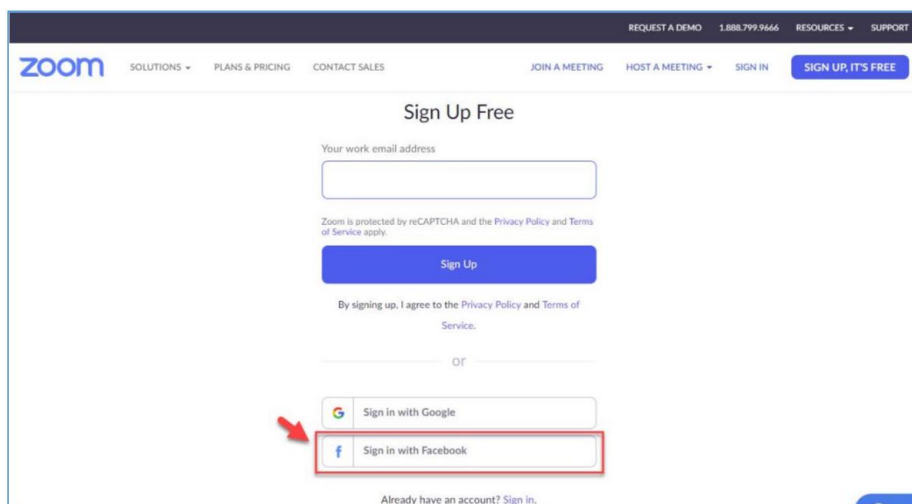 REQUEST A DEMO 1.888.799.9666 RESOURCES SUPPORT
zoom SOLUTIONS PLANS & PRICING CONTACT SALES JOIN A MEETING HOST A MEETING SIGN IN SIGN UP, IT'S FREE
Sign Up Free
Your work email address
Zoom is protected by reCAPTCHA and the Privacy Policy and Terms
of Service apply.
Sign Up
By signing up, I agree to the Privacy Policy and Terms of
Service.
or
Sign in with Google
f Sign in with Facebook
Already have an account? Sign in.